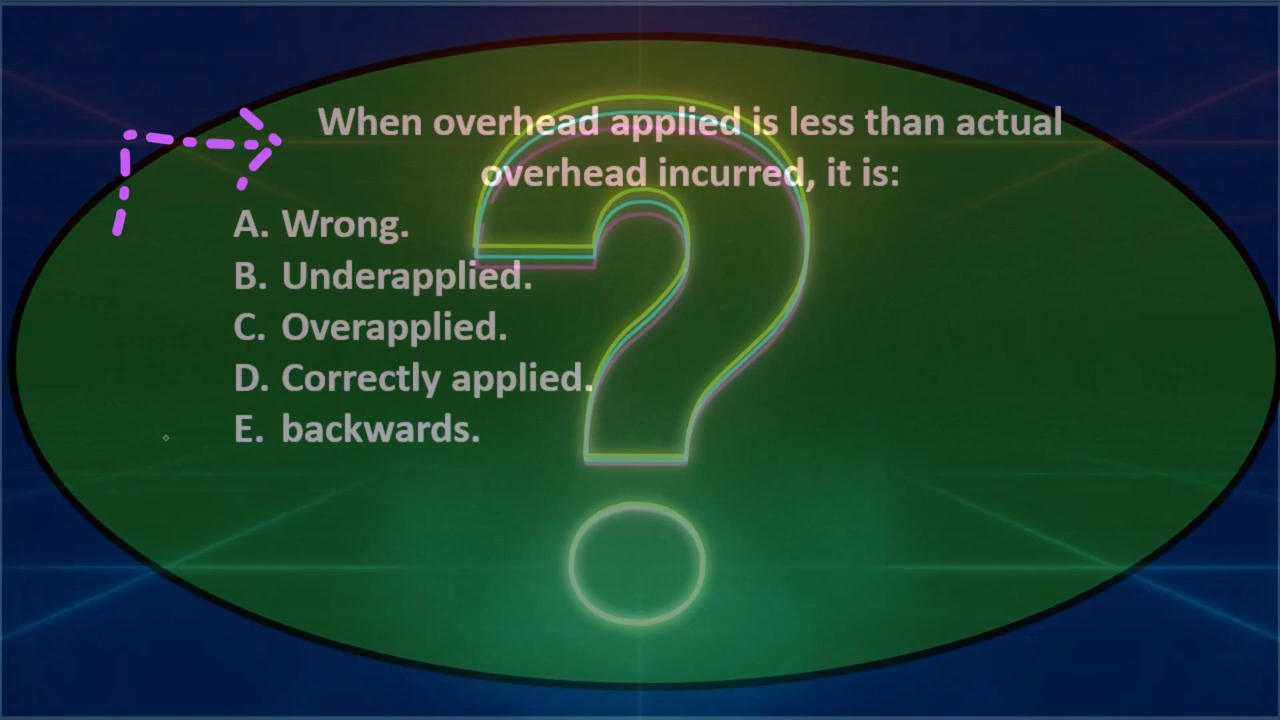 When overhead applied is less than actual
overhead incurred, it is:
A. Wrong.
B. Underapplied.
C. Overapplied.
D. Correctly applied.
E. backwards.